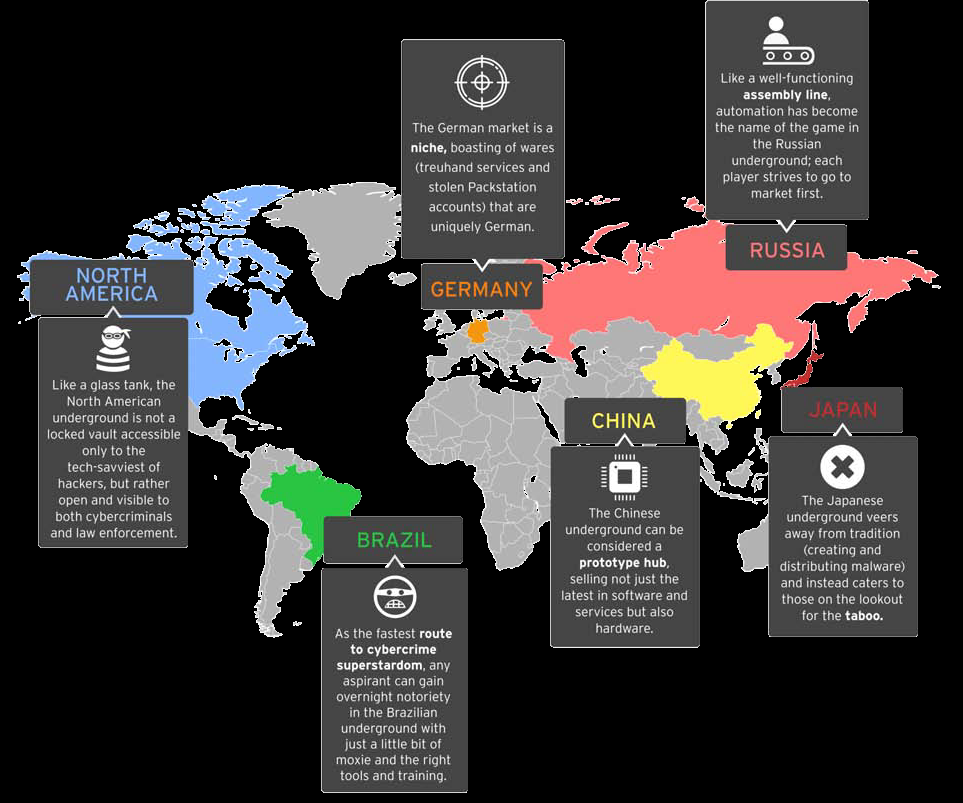 NORTH
AMERICA
Like a glass tank, the
North American
underground is not a
locked vault accessible
only to the
tech-savviest of
hackers, but rather
open and visible to
both cybercriminals
and law enforcement.
The German market is a
niche, boasting of wares
(treuhand services and
stolen Packstation
accounts) that are
uniquely German.
GERMANY
Like a well-functioning
assembly line,
automation has become
the name of the game in
the Russian
underground; each
player strives to go to
market first.
RUSSIA
BRAZIL
As the fastest route
to cybercrime
superstardom, any
aspirant can gain
overnight notoriety
in the Brazilian
underground with
just a little bit of
moxie and the right
tools and training.
CHINA
The Chinese
underground can be
considered a
prototype hub,
selling not just the
latest in software and
services but also
hardware.
JAPAN
The Japanese
underground veers
away from tradition
(creating and
distributing malware)
and instead caters to
those on the lookout
for the taboo.